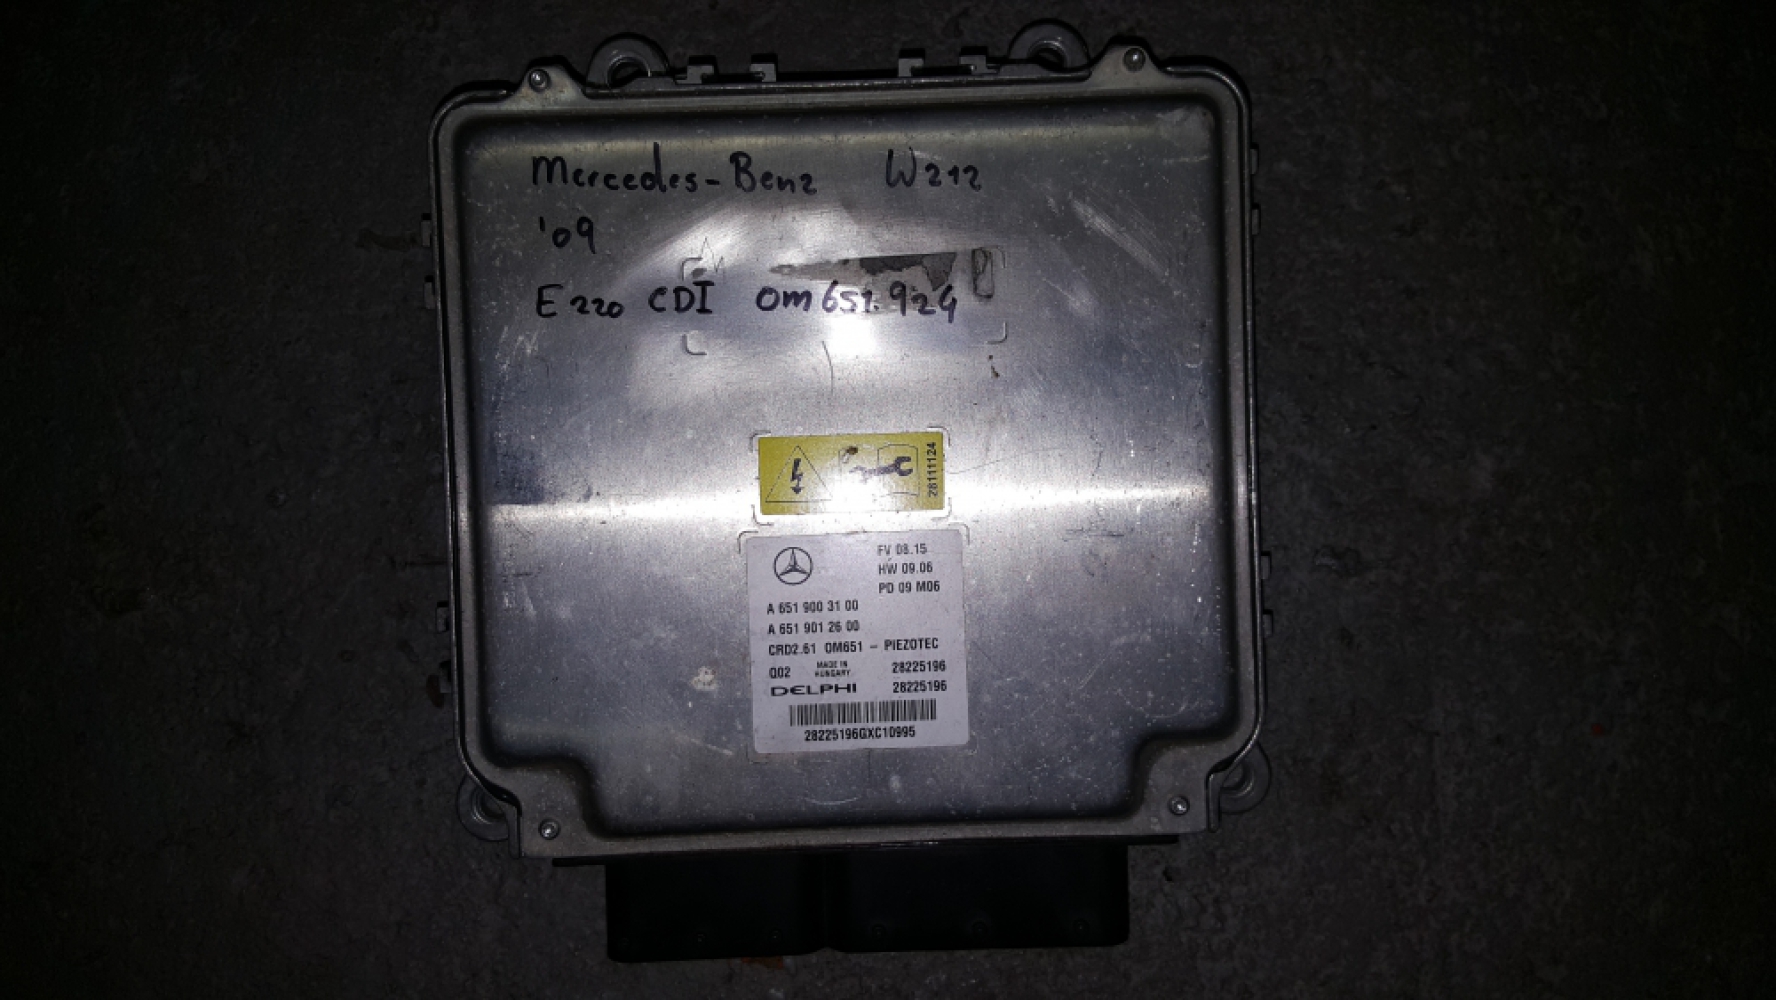 Mercedes-Benz W212
'09
E220 CDI OM651.924
28111124
FV 08.15
HW 09.06
PD 09 M06
A 651 900 31 00
A 651 901 26 00
CRD2.61 OM651 - PIEZOTEC
Q02 MADE IN HUNGARY 28225196
DELPHI 28225196
28225196GXC10995